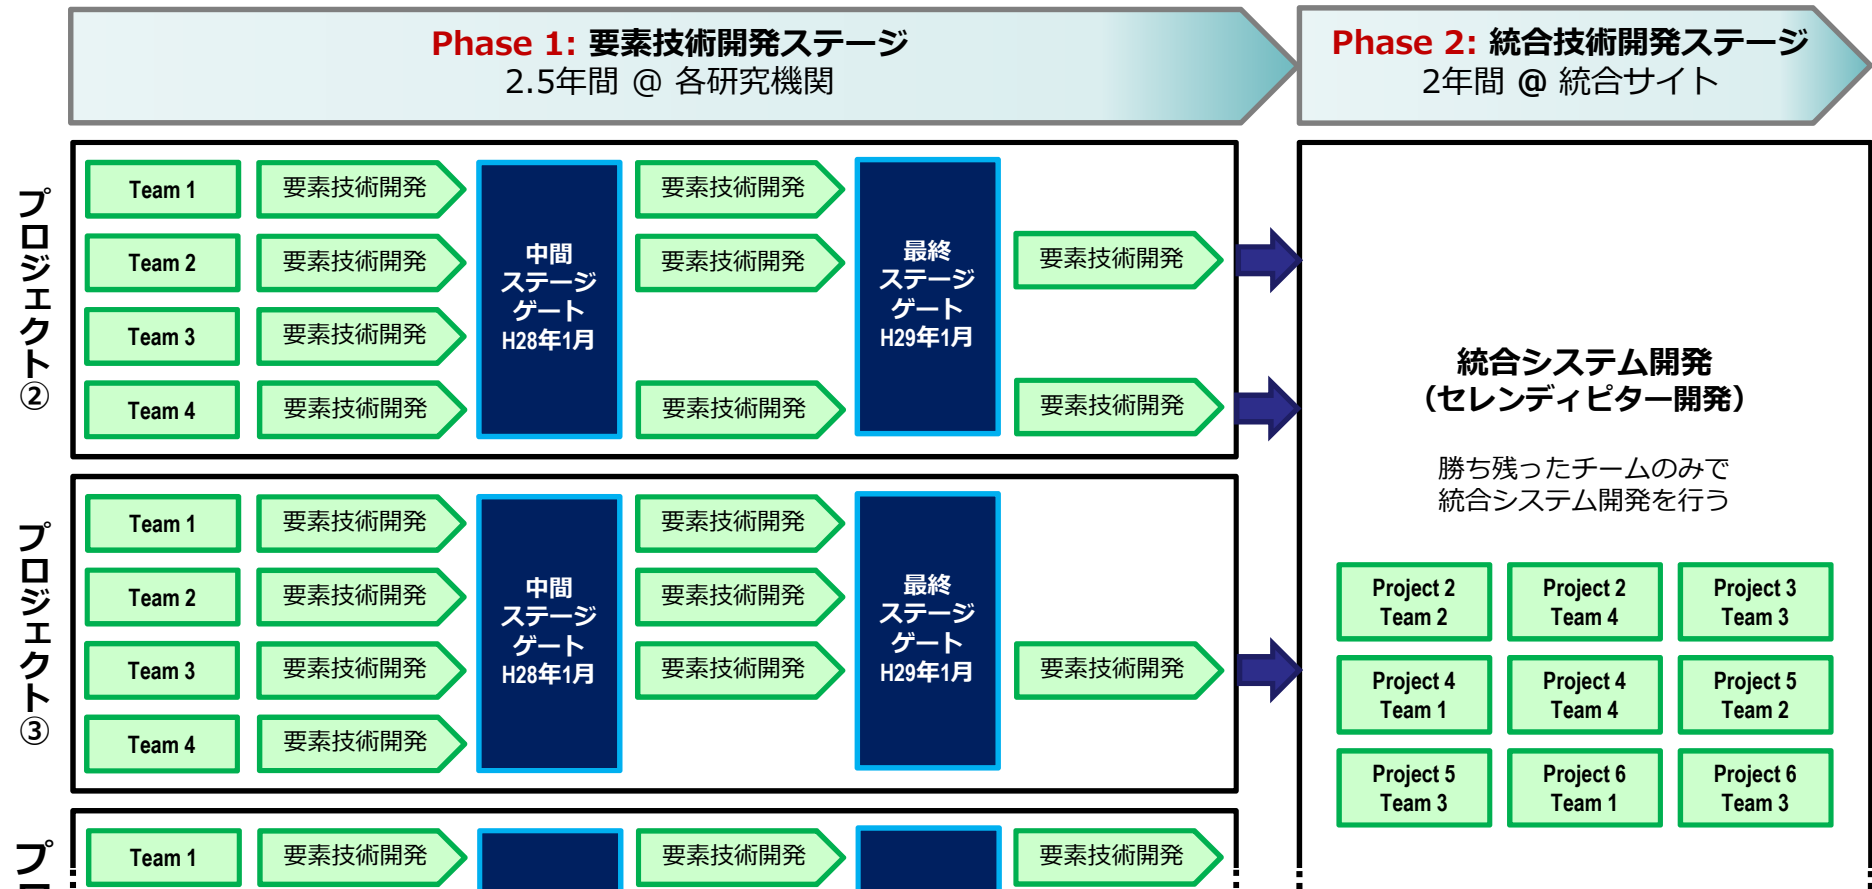 Phase 1: 要素技術開発ステージ
2.5年間 @ 各研究機関
Phase 2: 統合技術開発ステージ
2年間 @ 統合サイト
プロジェクト②
Team 1
要素技術開発
要素技術開発
Team 2
要素技術開発
要素技術開発
要素技術開発
Team 3
要素技術開発
Team 4
要素技術開発
要素技術開発
要素技術開発
中間
ステージ
ゲート
H28年1月
最終
ステージ
ゲート
H29年1月
プロジェクト③
Team 1
要素技術開発
要素技術開発
Team 2
要素技術開発
要素技術開発
Team 3
要素技術開発
要素技術開発
要素技術開発
Team 4
要素技術開発
中間
ステージ
ゲート
H28年1月
最終
ステージ
ゲート
H29年1月
プ
Team 1
要素技術開発
要素技術開発
要素技術開発
統合システム開発
（セレンディピター開発）
勝ち残ったチームのみで
統合システム開発を行う
Project 2
Team 2
Project 2
Team 4
Project 3
Team 3
Project 4
Team 1
Project 4
Team 4
Project 5
Team 2
Project 5
Team 3
Project 6
Team 1
Project 6
Team 3